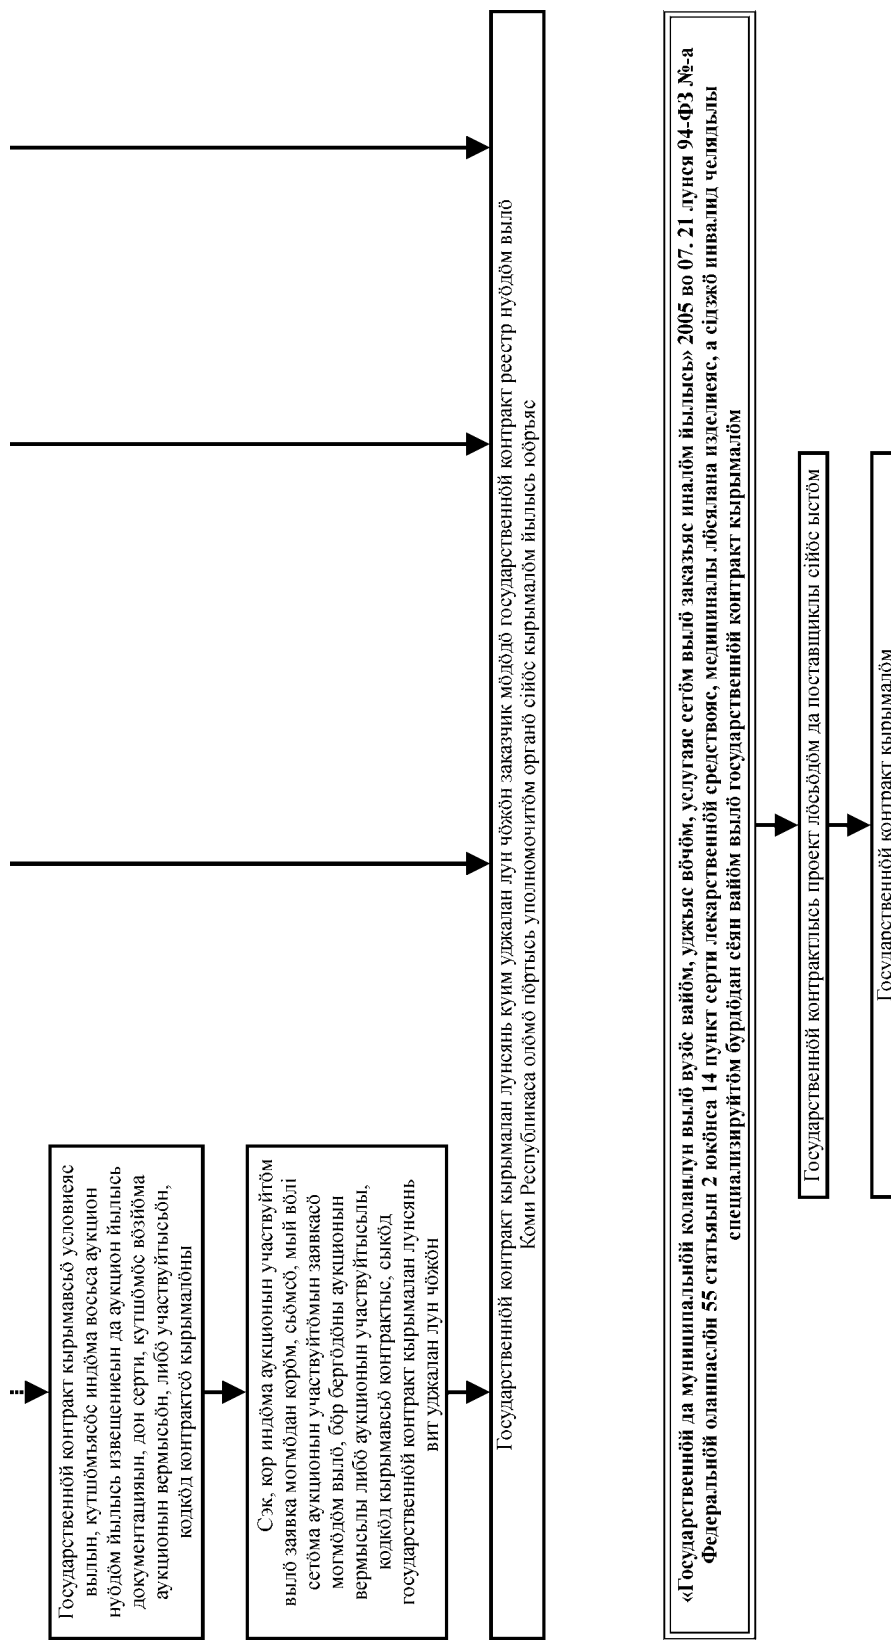 Государственнӧй контракт кырымавсьӧ условиеяс
вылын, кутшӧмъясӧс индӧма восьса аукцион
нуӧдӧм йылысь извещениеын да аукцион йылысь
документацияын, дон серти, кутшӧмӧс вӧзйӧма
аукционын вермысьӧн, либӧ участвуйтысьӧн,
кодкӧд контрактсӧ кырымалӧны
Сэк, кор индӧма аукционын участвуйтӧм
вылӧ заявка могмӧдан корӧм, сьӧмсӧ, мый вӧлі
сетӧма аукционын участвуйтӧмын заявкасӧ
могмӧдӧм вылӧ, бӧр бергӧдӧны аукционын
вермысьлы либӧ аукционын участвуйтысьлы,
кодкӧд кырымавсьӧ контрактыс, сыкӧд
государственнӧй контракт кырымалан лунсянь
вит уджалан лун чӧжӧн
Государственнӧй контракт кырымалан лунсянь куим уджалан лун чӧжӧн заказчик мӧдӧдӧ государственнӧй контракт реестр нуӧдӧм вылӧ
Коми Республикаса олӧмӧ пӧртысь уполномочитӧм органӧ сійӧс кырымалӧм йылысь юӧръяс
«Государственнӧй да муниципальнӧй коланлун вылӧ вузӧс вайӧм, уджъяс вӧчӧм, услугаяс сетӧм вылӧ заказъяс иналӧм йылысь» 2005 во 07. 21 лунся 94-ФЗ №-а
Федеральнӧй оланпаслӧн 55 статьяын 2 юкӧнса 14 пункт серти лекарственнӧй средствояс, медициналы лӧсялана изделиеяс, а сідзжӧ инвалид челядьлы
специализируйтӧм бурдӧдан сёян вайӧм вылӧ государственнӧй контракт кырымалӧм
Государственнӧй контрактлысь проект лӧсьӧдӧм да поставщиклы сійӧс ыстӧм
Государственнӧй контракт кырымалӧм